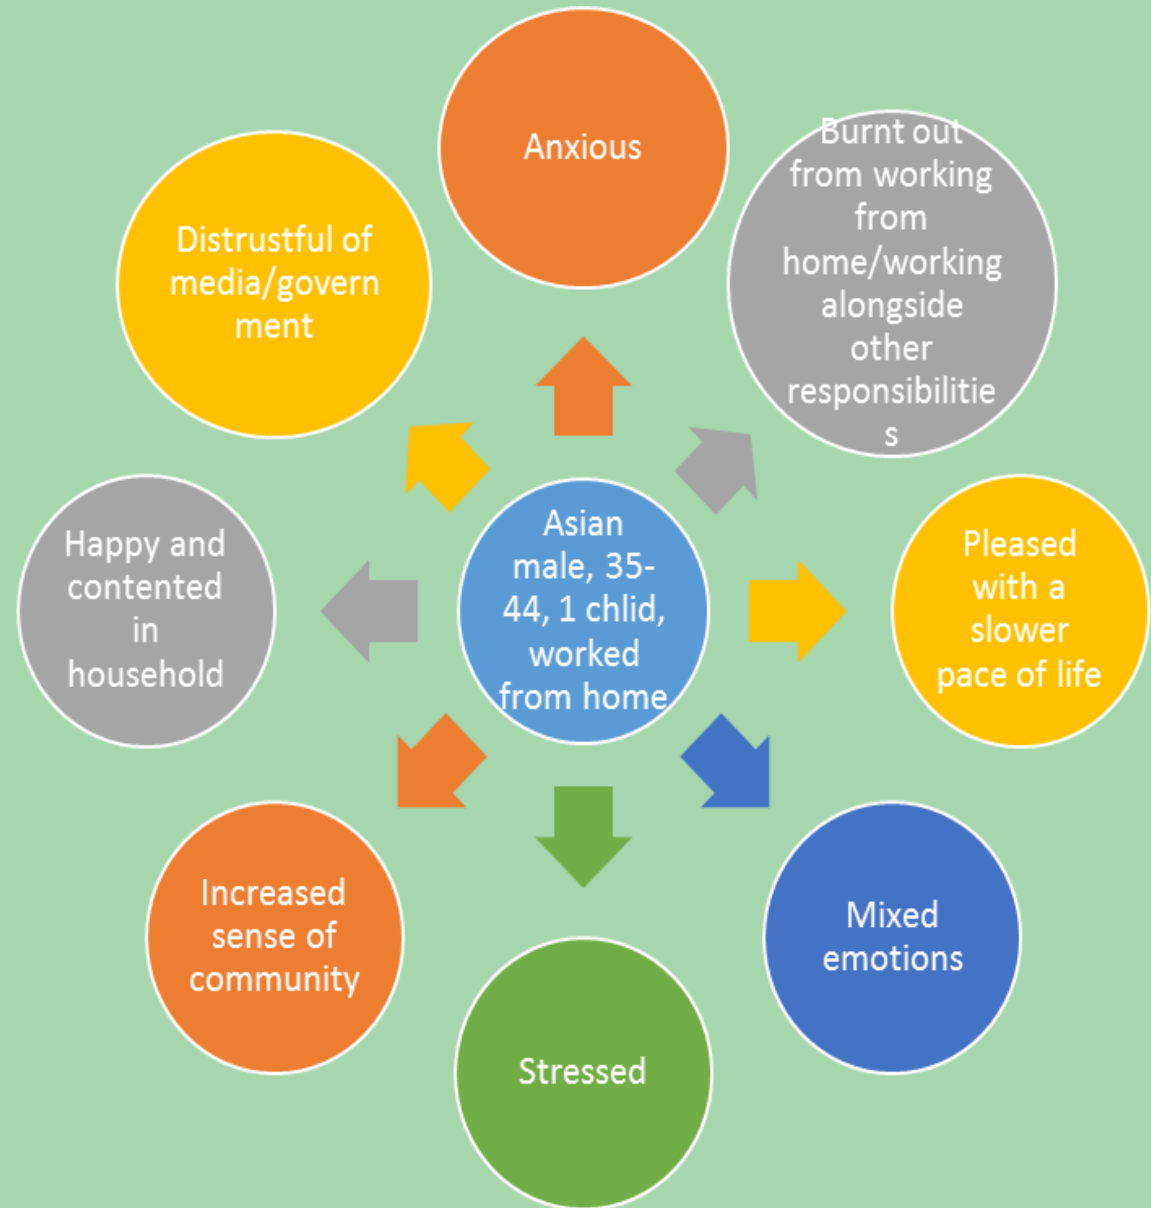 Anxious
Burnt out
from working
from
home/working
alongside
other
responsibilitie
s
Pleased
with a
slower
pace of life
Mixed
emotions
Stressed
Increased
sense of
community
Happy and
contented
in
household
Distrustful of
media/govern
ment
Asian
male, 35-
44, 1 chlid,
worked
from home